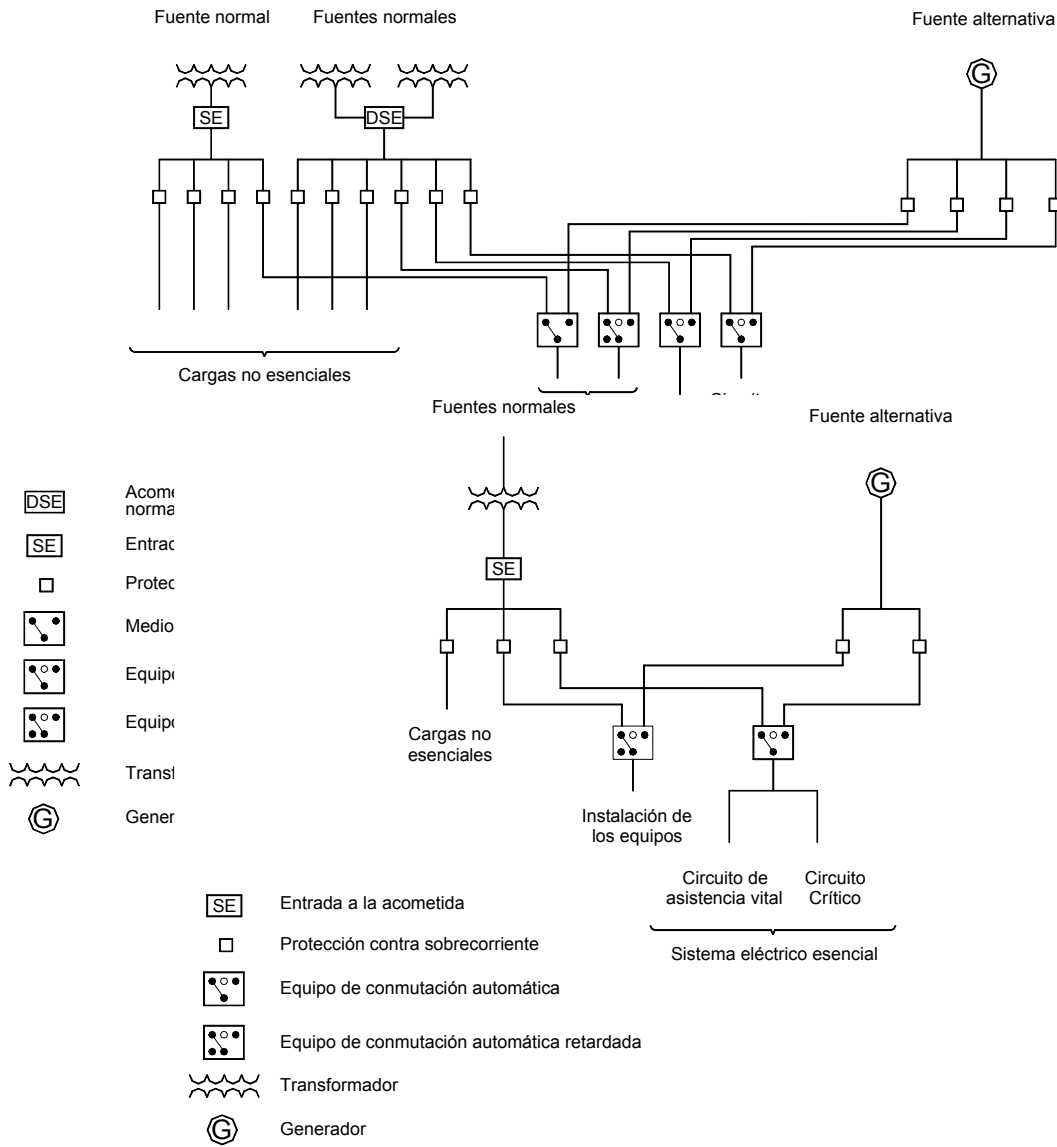 Fuente normal
Fuentes normales
Fuente alternativa
G
SE
DSE
Cargas no esenciales
Fuentes normales
Fuente alternativa
G
DSE
norma
SE
SE
G
Cargas no
esenciales
Instalación de
los equipos
Circuito de
asistencia vital
Circuito
Crítico
Sistema eléctrico esencial
SE Entrada a la acometida
Protección contra sobrecorriente
Equipo de conmutación automática
Equipo de conmutación automática retardada
Transformador
G Generador